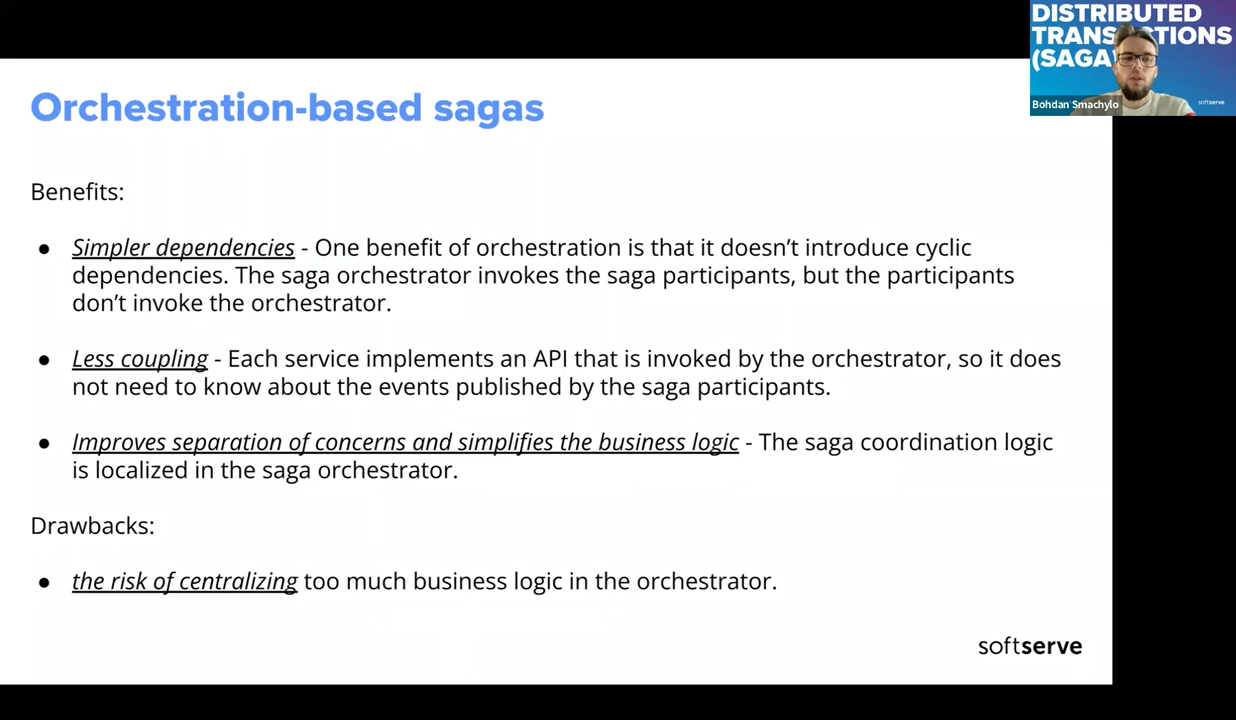 DISTRIBUTED
TRANS CTIONS
(SAGA
Bohdan Smachylo
softserve
Orchestration-based sagas
Benefits:
● Simpler dependencies - One benefit of orchestration is that it doesn’t introduce cyclic
dependencies. The saga orchestrator invokes the saga participants, but the participants
don’t invoke the orchestrator.
● Less coupling - Each service implements an API that is invoked by the orchestrator, so it does
not need to know about the events published by the saga participants.
● Improves separation of concerns and simplifies the business logic - The saga coordination logic
is localized in the saga orchestrator.
Drawbacks:
● the risk of centralizing too much business logic in the orchestrator.
softserve